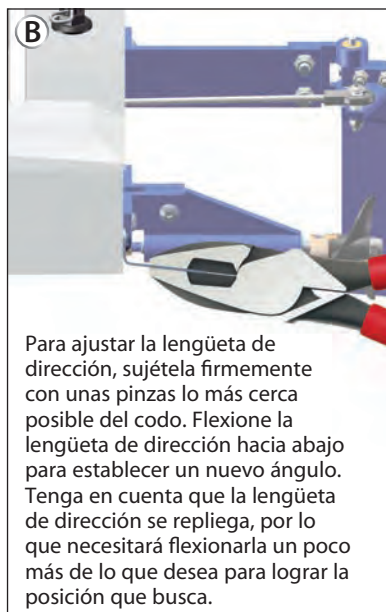 B
Para ajustar la lengüeta de
dirección, sujétela firmemente
con unas pinzas lo más cerca
posible del codo. Flexione la
lengüeta de dirección hacia abajo
para establecer un nuevo ángulo.
Tenga en cuenta que la lengüeta
de dirección se repliega, por lo
que necesitará flexionarla un poco
más de lo que desea para lograr la
posición que busca.